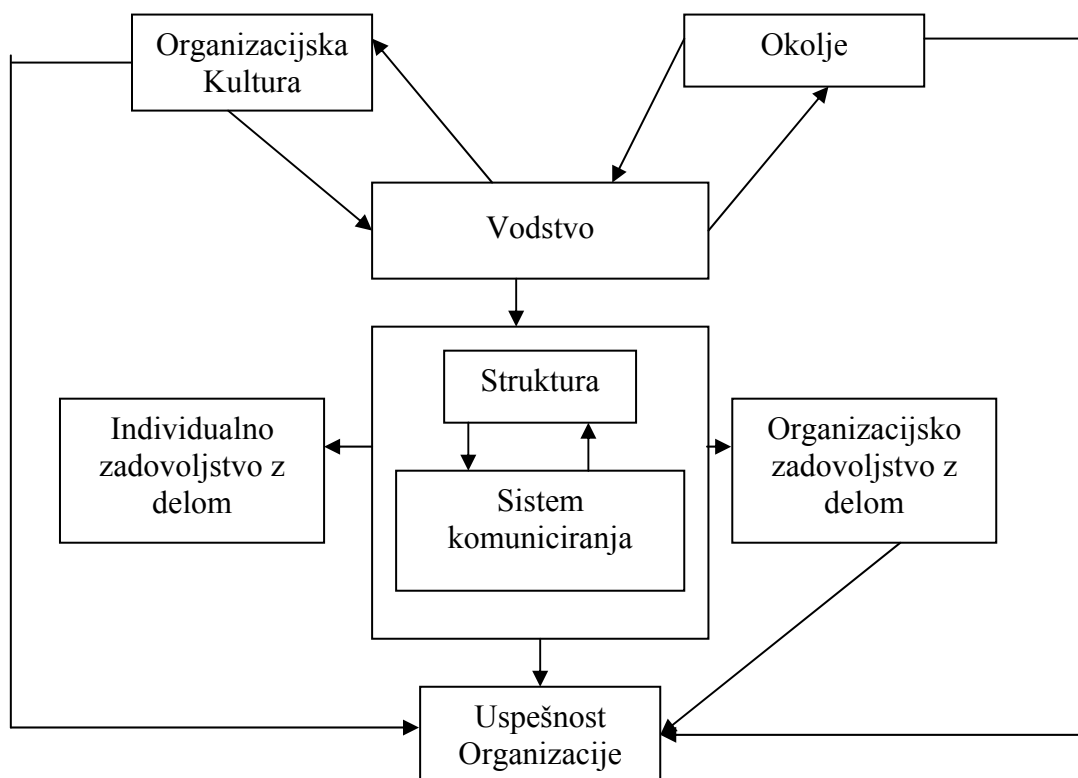 Organizacijska
Kultura
Okolje
Vodstvo
Struktura
Individualno
zadovoljstvo z
delom
Sistem
komuniciranja
Organizacijsko
zadovoljstvo z
delom
Uspešnost
Organizacije